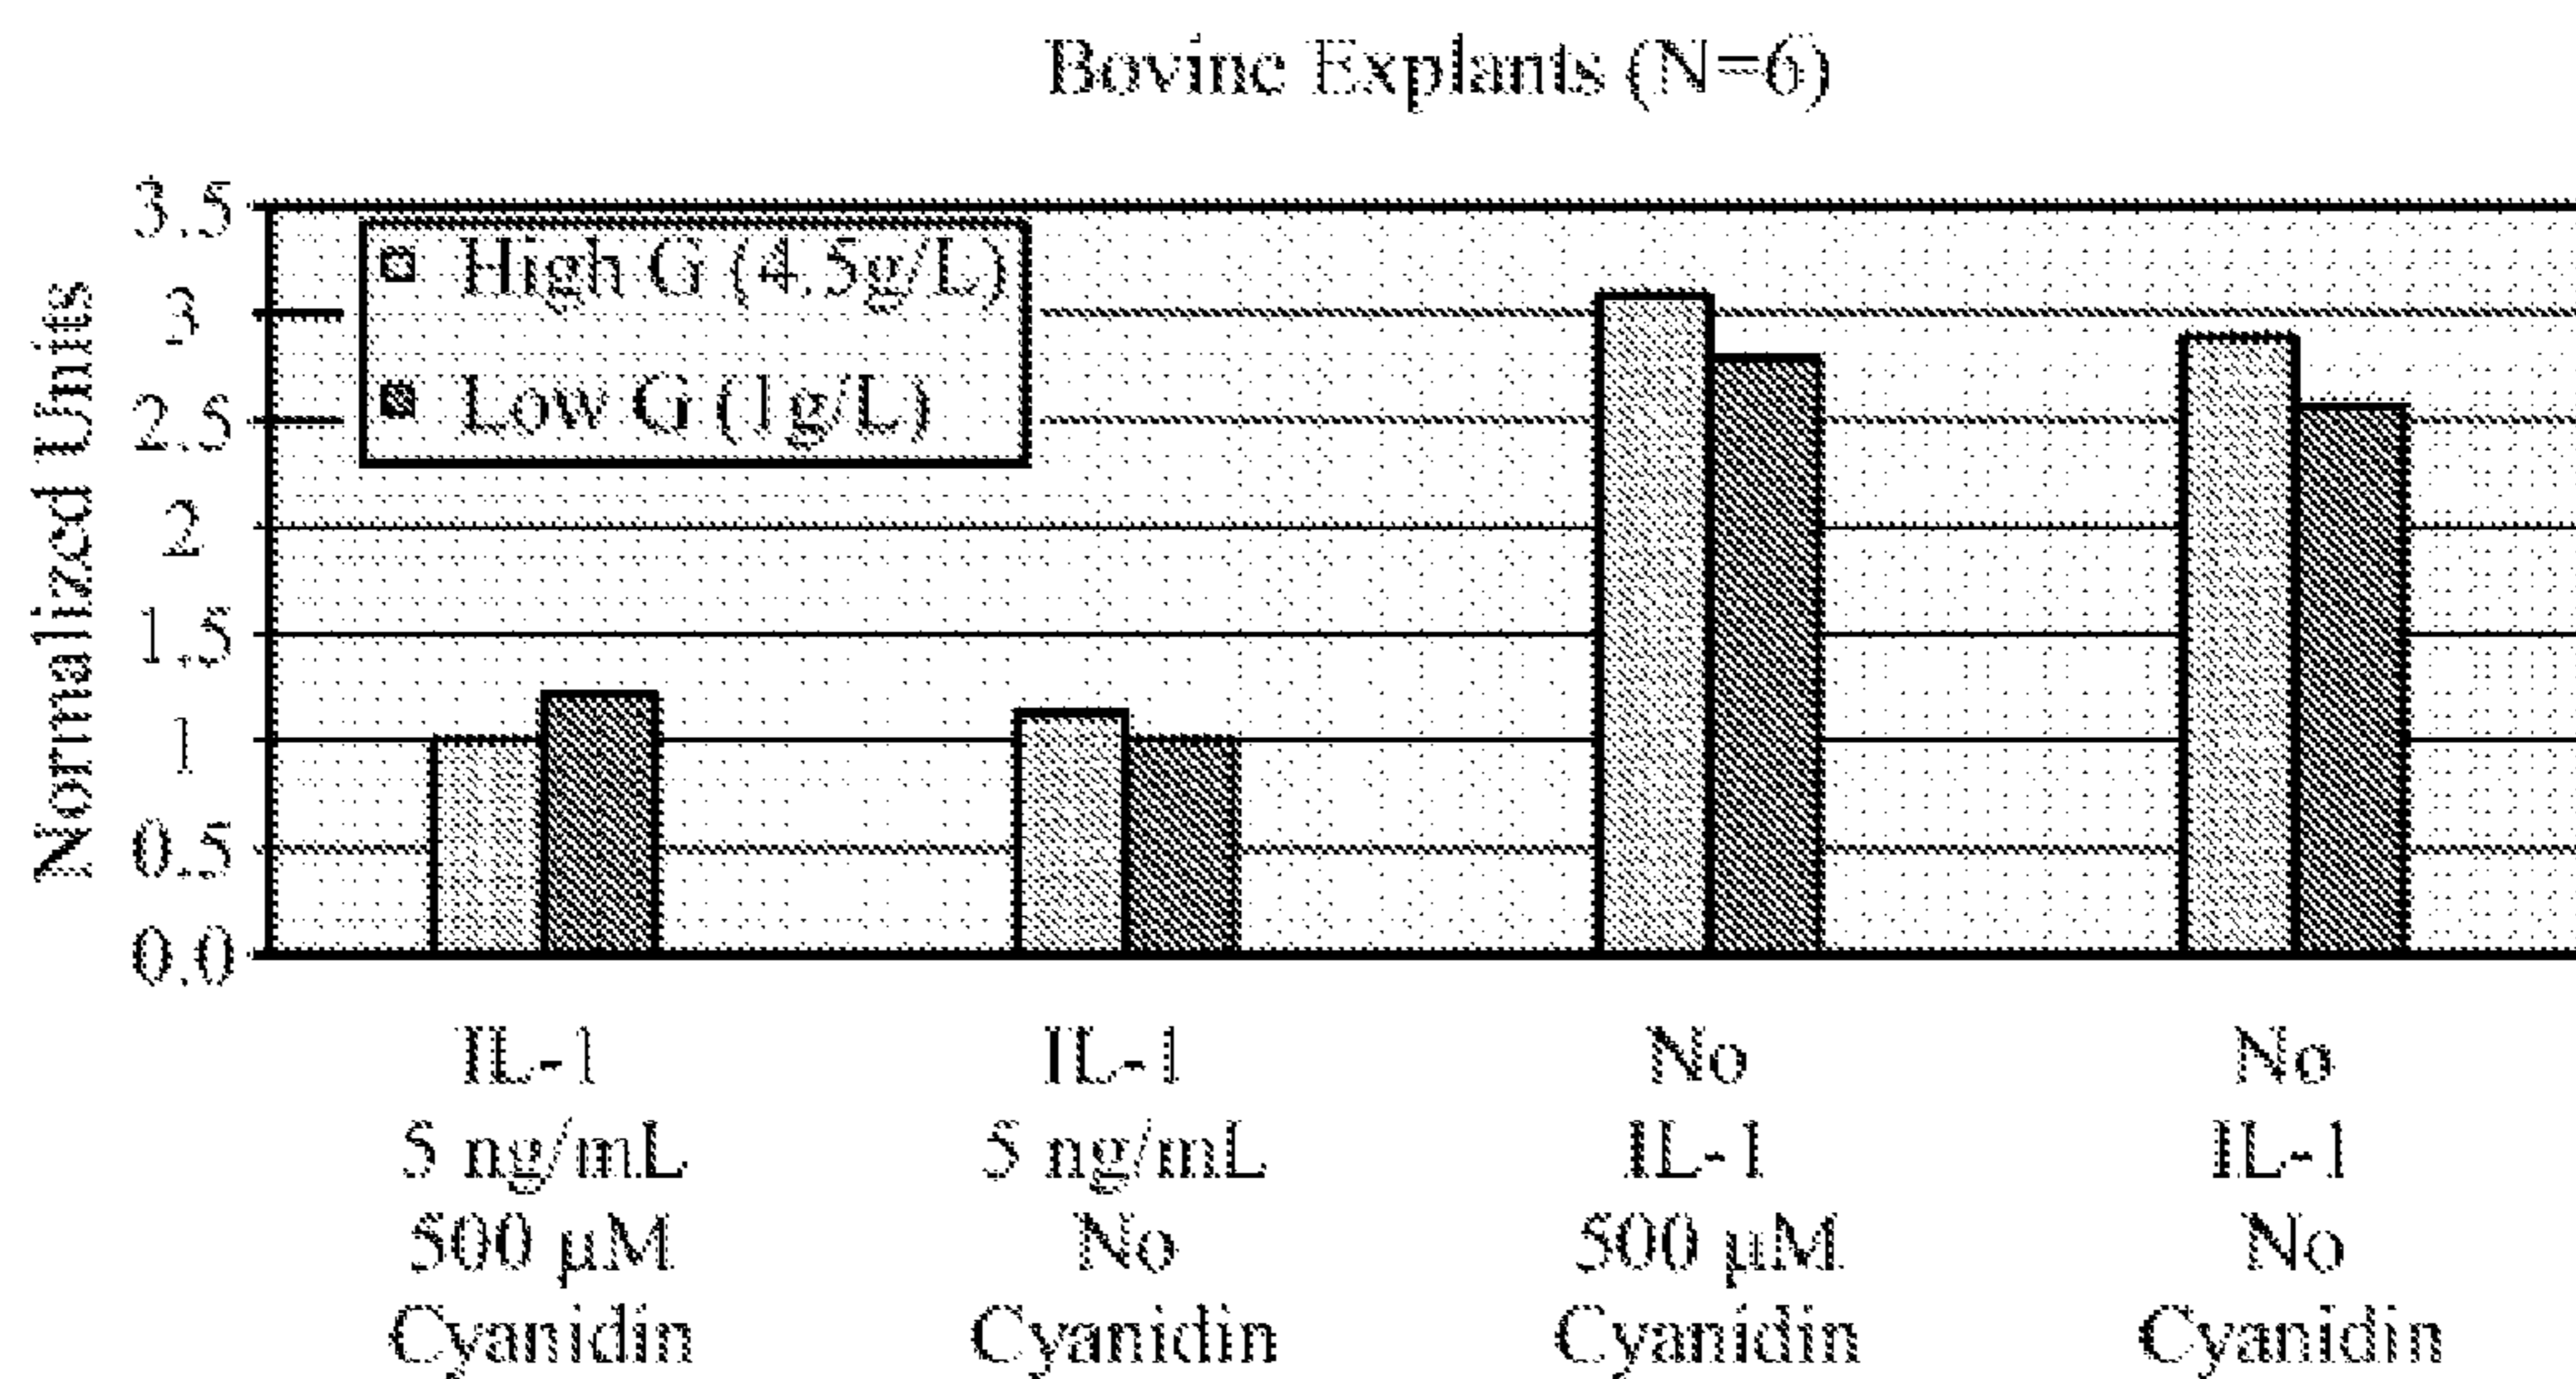 Bovine Explants (N=6)
Normalized Units
3.5
3
2.5
2
1.5
1
0.5
0.0
High G (4.5g/L)
Low G (1g/L)
IL-1
5 ng/mL
500 µM
Cyanidin
IL-1
5 ng/mL
No
Cyanidin
No
IL-1
500 µM
Cyanidin
No
IL-1
No
Cyanidin